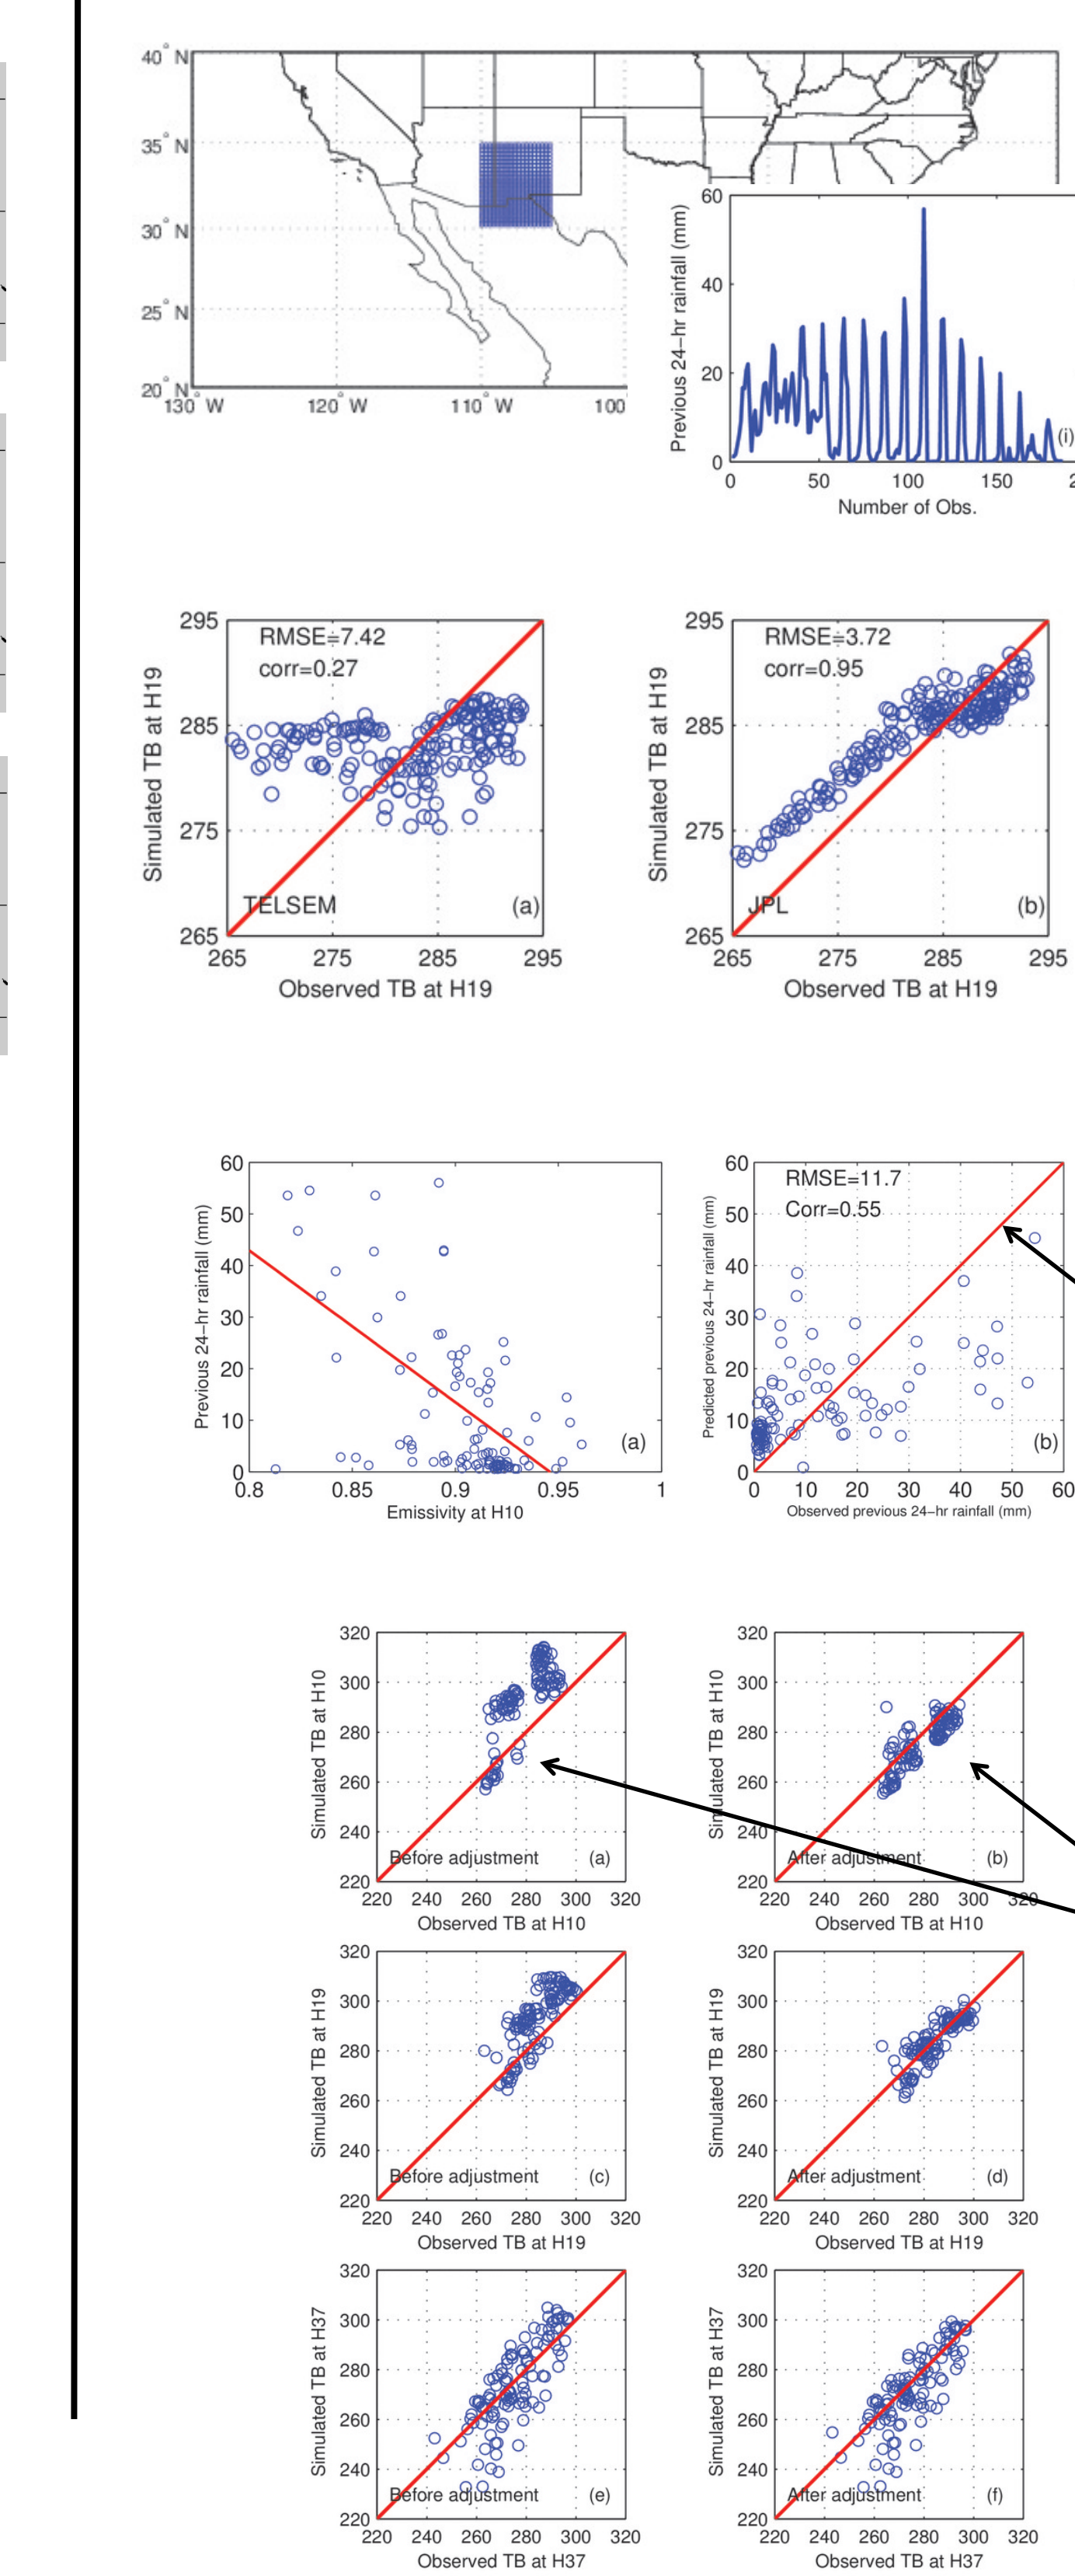 40° N
35° N
30° N
25° N
20° N
130° W 120° W 110° W 100
Previous 24−hr rainfall (mm)
60
40
20
0
(i)
0 50 100 150 2
Number of Obs.
Simulated TB at H19
295
285
275
265
RMSE=7.42
corr=0.27
TELSEM (a)
265 275 285 295
Observed TB at H19
Simulated TB at H19
295
285
275
265
RMSE=3.72
corr=0.95
JPL (b)
265 275 285 295
Observed TB at H19
Previous 24−hr rainfall (mm)
60
50
40
30
20
10
0
(a)
0.8 0.85 0.9 0.95 1
Emissivity at H10
Predicted previous 24−hr rainfall (mm)
60
50
40
30
20
10
0
RMSE=11.7
Corr=0.55
(b)
0 10 20 30 40 50 60
Observed previous 24−hr rainfall (mm)
Simulated TB at H10
320
300
280
260
240
220
Before adjustment (a)
220 240 260 280 300 320
Observed TB at H10
Simulated TB at H10
320
300
280
260
240
220
After adjustment (b)
220 240 260 280 300 320
Observed TB at H10
Simulated TB at H19
320
300
280
260
240
220
Before adjustment (c)
220 240 260 280 300 320
Observed TB at H19
Simulated TB at H19
320
300
280
260
240
220
After adjustment (d)
220 240 260 280 300 320
Observed TB at H19
Simulated TB at H37
320
300
280
260
240
220
Before adjustment (e)
220 240 260 280 300 320
Observed TB at H37
Simulated TB at H37
320
300
280
260
240
220
After adjustment (f)
220 240 260 280 300 320
Observed TB at H37